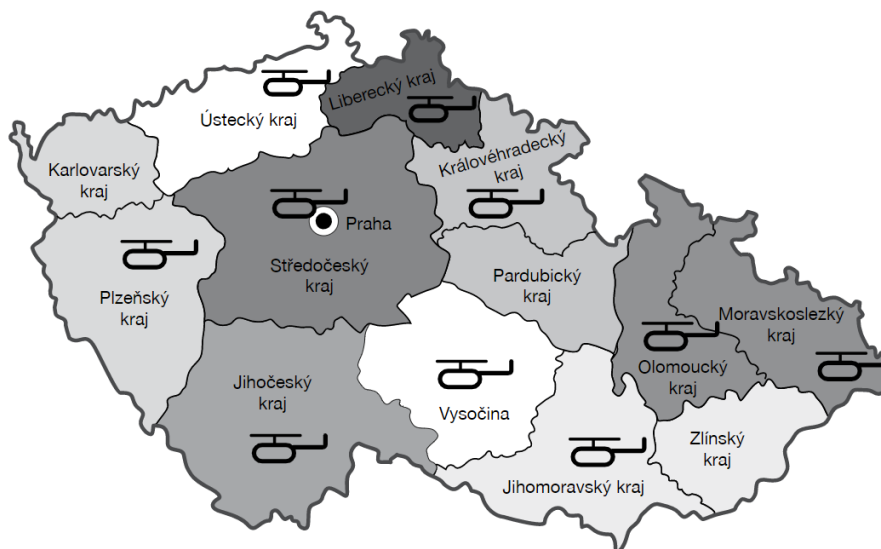 Liberecký kraj
Ústecký kraj
Královéhradecký
kraj
Karlovarský
kraj
Praha
Středočeský
kraj
Pardubický
kraj
Plzeňský
kraj
Moravskoslezký
kraj
Olomoucký
kraj
Jihočeský
kraj
Vysočina
Zlínský
kraj
Jihomoravský kraj